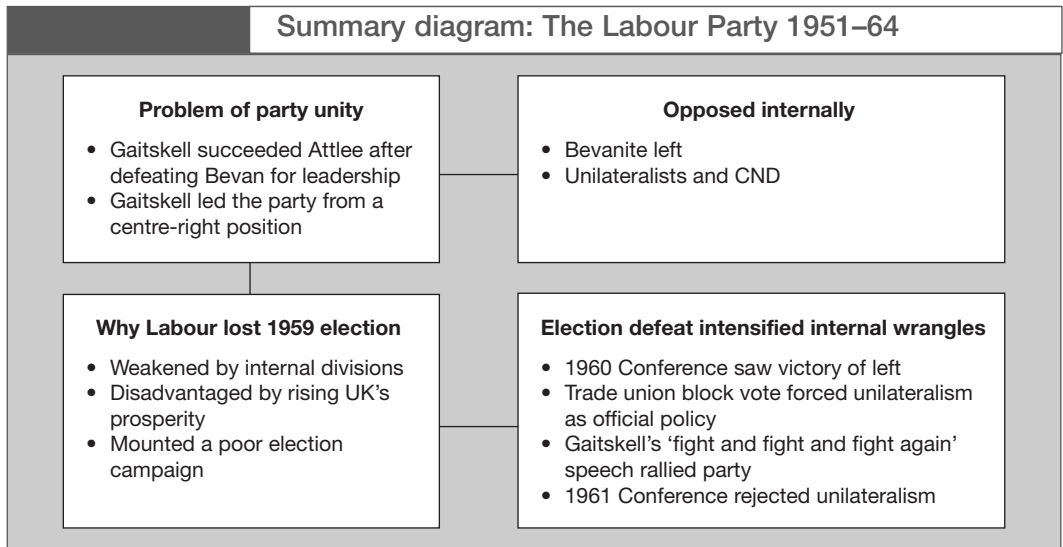 Summary diagram: The Labour Party 1951–64
Problem of party unity
• Gaitskell succeeded Attlee after
defeating Bevan for leadership
• Gaitskell led the party from a
centre-right position
Opposed internally
• Bevanite left
• Unilateralists and CND
Why Labour lost 1959 election
• Weakened by internal divisions
• Disadvantaged by rising UK’s
prosperity
• Mounted a poor election
campaign
Election defeat intensified internal wrangles
• 1960 Conference saw victory of left
• Trade union block vote forced unilateralism
as official policy
• Gaitskell’s ‘fight and fight and fight again’
speech rallied party
• 1961 Conference rejected unilateralism